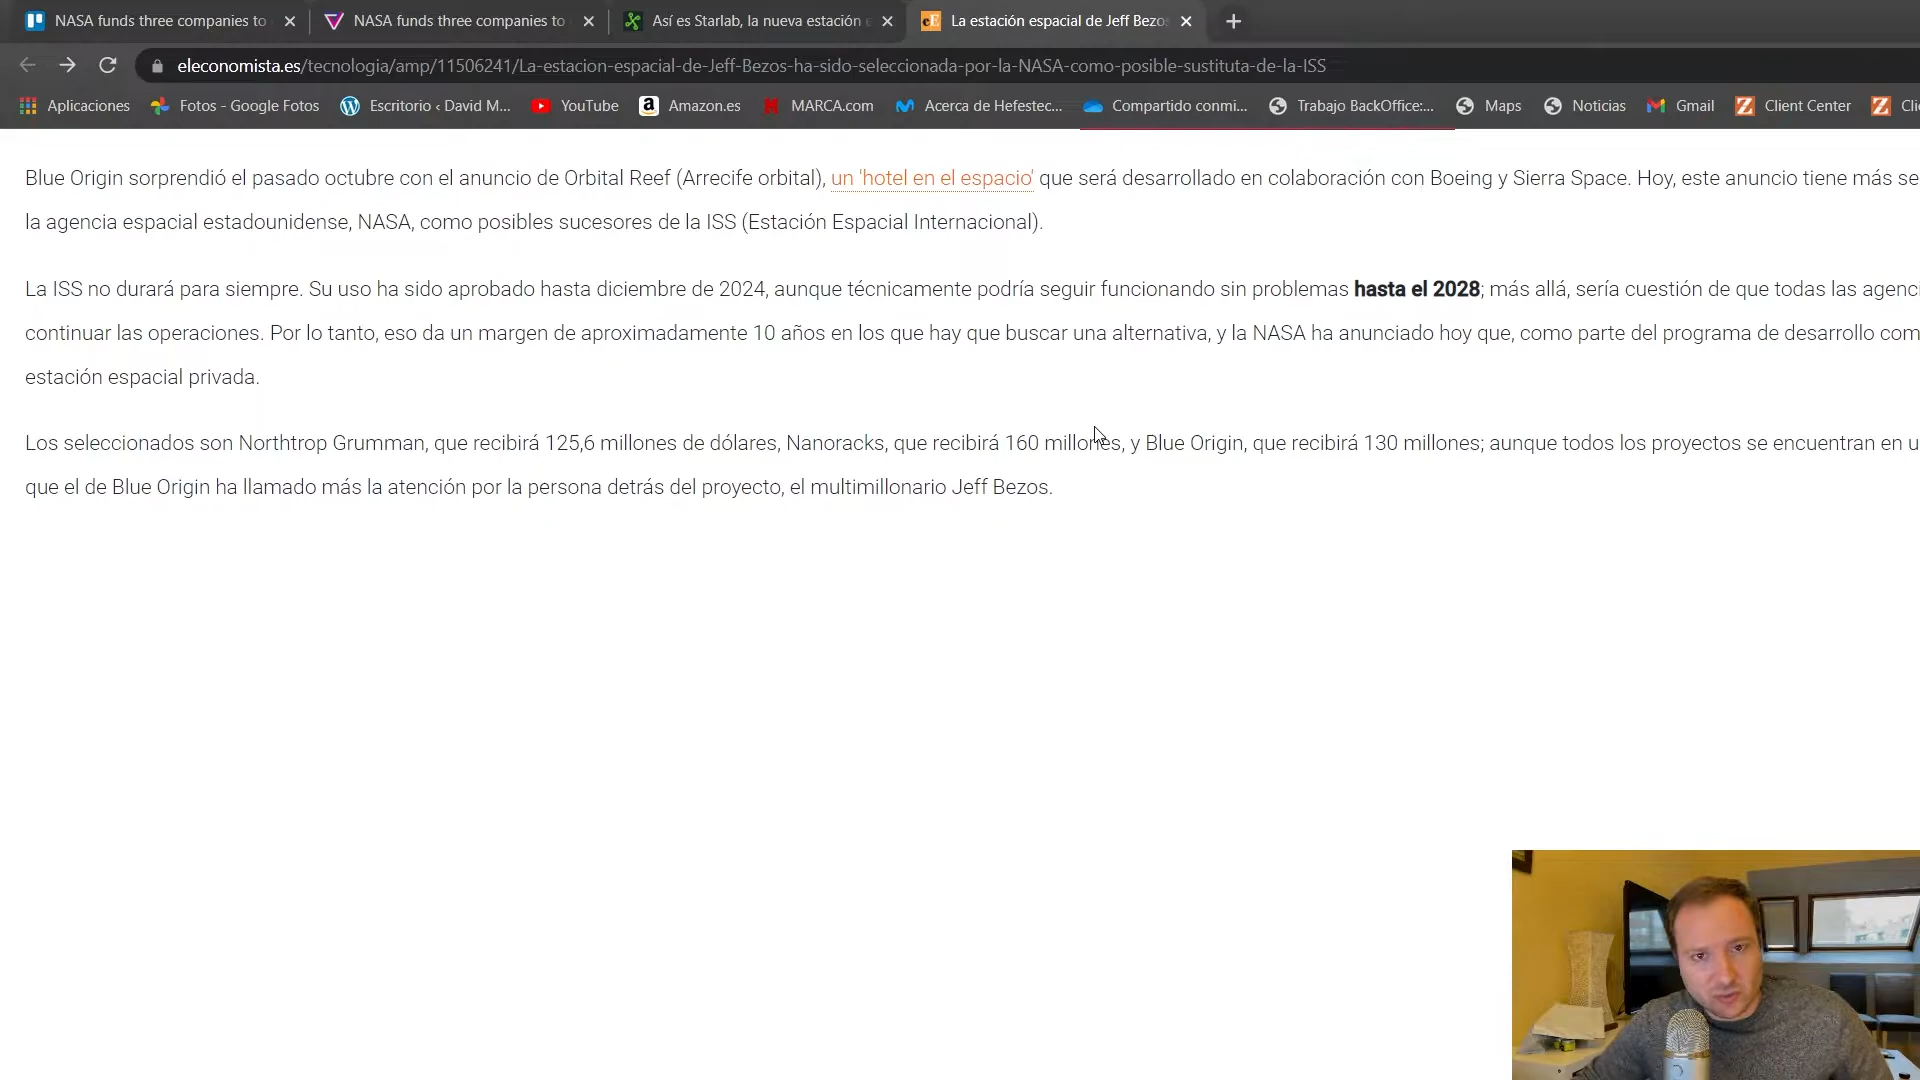 NASA funds three companies to
NASA funds three companies to
Así es Starlab, la nueva estación e
La estación espacial de Jeff Bezos
eleconomista.es/tecnologia/amp/11506241/La-estacion-espacial-de-Jeff-Bezos-ha-sido-seleccionada-por-la-NASA-como-posible-sustituta-de-la-ISS
Aplicaciones Fotos - Google Fotos Escritorio ‹ David M... YouTube Amazon.es MARCA.com Acerca de Hefestec... Compartido conmi... Trabajo BackOffice:... Maps Noticias Gmail Client Center Cli
Blue Origin sorprendió el pasado octubre con el anuncio de Orbital Reef (Arrecife orbital), un 'hotel en el espacio' que será desarrollado en colaboración con Boeing y Sierra Space. Hoy, este anuncio tiene más se
la agencia espacial estadounidense, NASA, como posibles sucesores de la ISS (Estación Espacial Internacional).
La ISS no durará para siempre. Su uso ha sido aprobado hasta diciembre de 2024, aunque técnicamente podría seguir funcionando sin problemas hasta el 2028; más allá, sería cuestión de que todas las agenci
continuar las operaciones. Por lo tanto, eso da un margen de aproximadamente 10 años en los que hay que buscar una alternativa, y la NASA ha anunciado hoy que, como parte del programa de desarrollo com
estación espacial privada.
Los seleccionados son Northtrop Grumman, que recibirá 125,6 millones de dólares, Nanoracks, que recibirá 160 millones, y Blue Origin, que recibirá 130 millones; aunque todos los proyectos se encuentran en u
que el de Blue Origin ha llamado más la atención por la persona detrás del proyecto, el multimillonario Jeff Bezos.